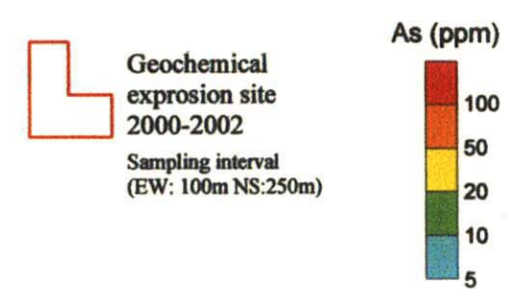 As (ppm)
Geochemical
exprosion site
2000-2002
Sampling interval
(EW: 100m NS:250m)
100
50
20
10
5